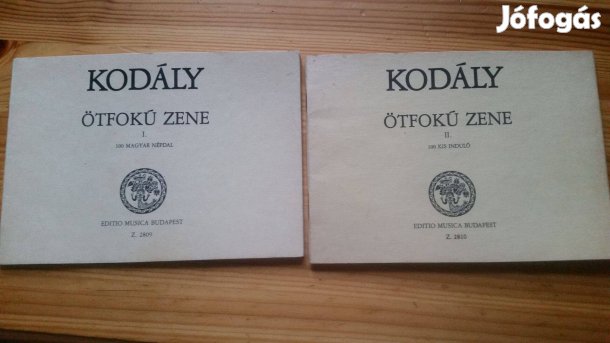 Jófogás
KODÁLY
ÖTFOKÚ ZENE
I.
100 MAGYAR NÉPDAL
EDITIO MUSICA BUDAPEST
Z. 2809
KODÁLY
ÖTFOKÚ ZENE
II.
100 KIS INDULÓ
EDITIO MUSICA BUDAPEST
Z. 2810